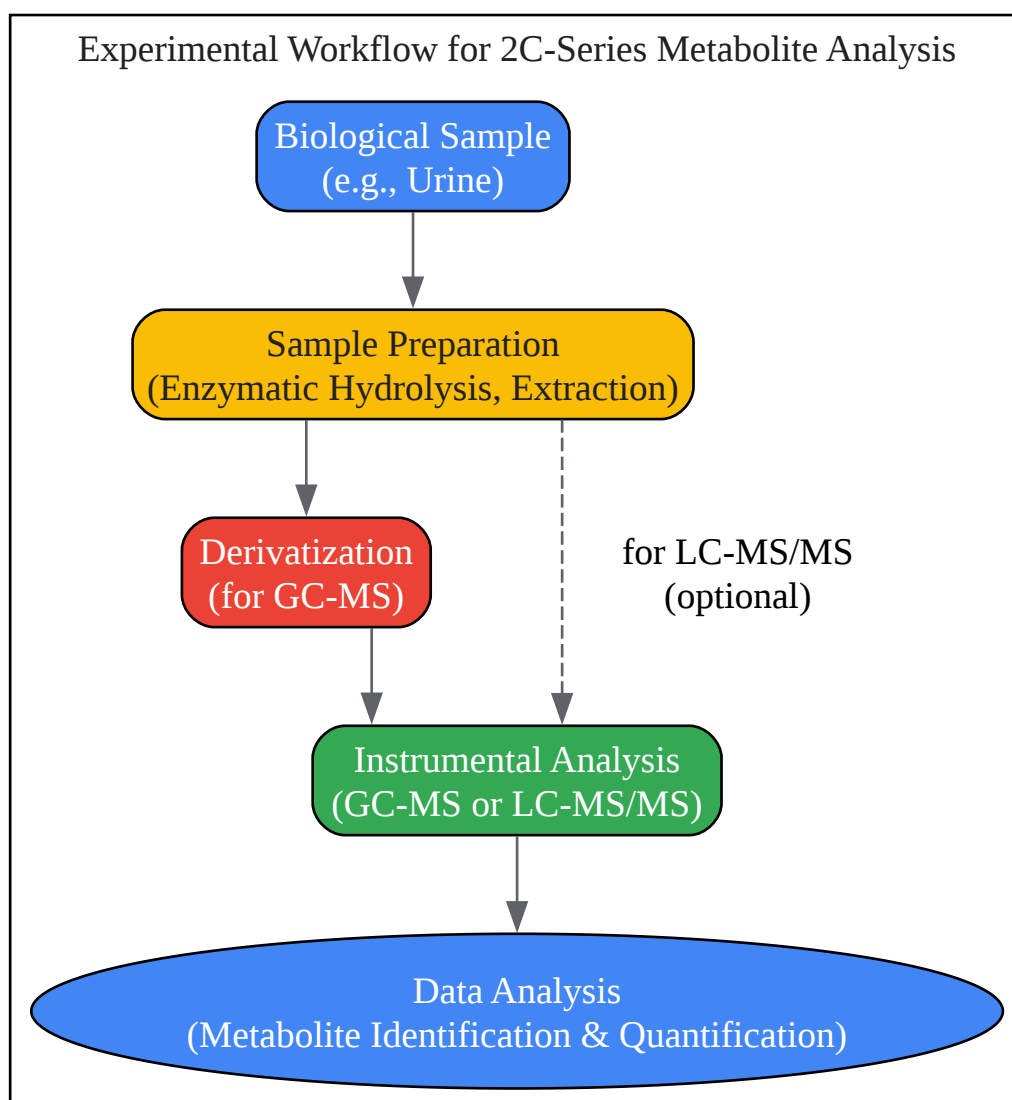 Experimental Workflow for 2C-Series Metabolite Analysis
Biological Sample
(e.g., Urine)
Sample Preparation
(Enzymatic Hydrolysis, Extraction)
Derivatization
(for GC-MS)
for LC-MS/MS
(optional)
Instrumental Analysis
(GC-MS or LC-MS/MS)
Data Analysis
(Metabolite Identification & Quantification)